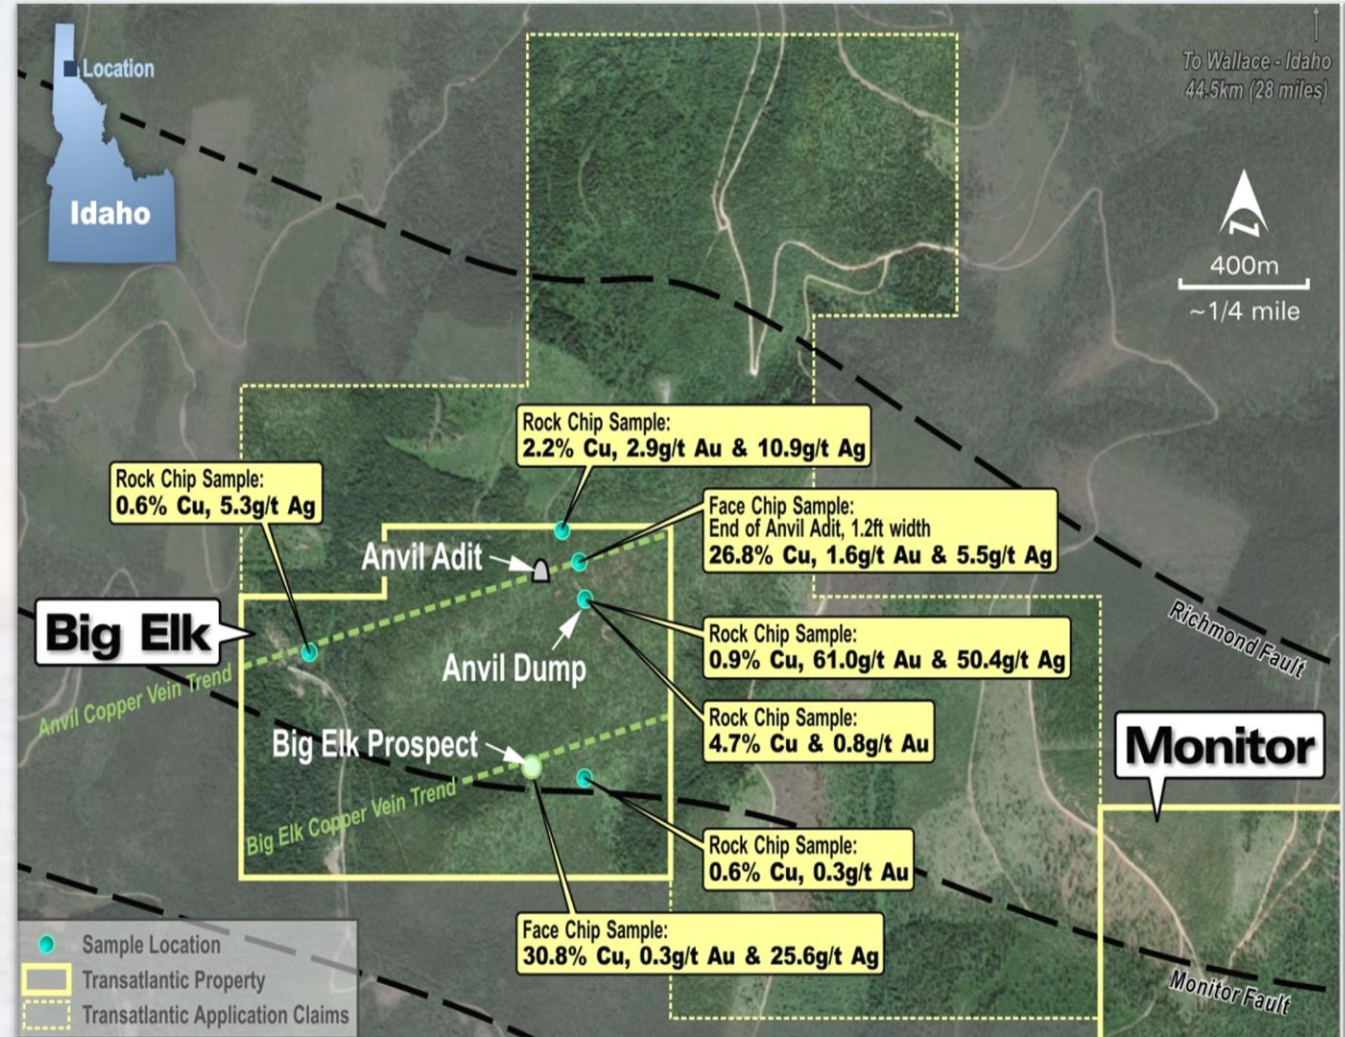 Location
Idaho
To Wallace - Idaho
44.5km (28 miles)
N
400m
~1/4 mile
Rock Chip Sample:
2.2% Cu, 2.9g/t Au & 10.9g/t Ag
Rock Chip Sample:
0.6% Cu, 5.3g/t Ag
Face Chip Sample:
End of Anvil Adit, 1.2ft width
26.8% Cu, 1.6g/t Au & 5.5g/t Ag
Anvil Adit
Richmond Fault
Big Elk
Rock Chip Sample:
0.9% Cu, 61.0g/t Au & 50.4g/t Ag
Anvil Dump
Anvil Copper Vein Trend
Rock Chip Sample:
4.7% Cu & 0.8g/t Au
Big Elk Prospect
Monitor
Big Elk Copper Vein Trend
Rock Chip Sample:
0.6% Cu, 0.3g/t Au
Face Chip Sample:
30.8% Cu, 0.3g/t Au & 25.6g/t Ag
Monitor Fault
Sample Location
Transatlantic Property
Transatlantic Application Claims